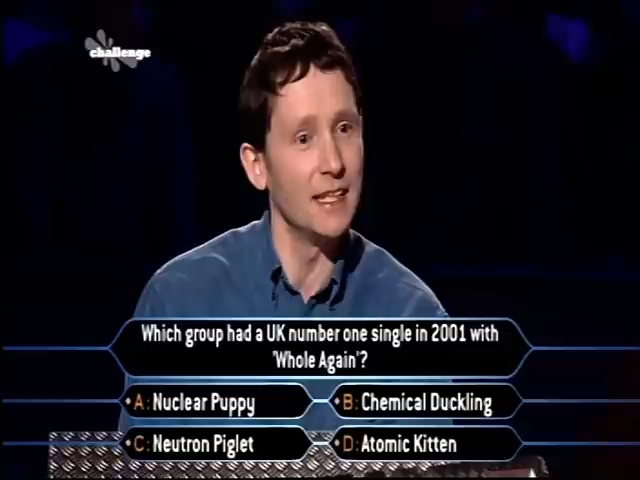 challenge
Which group had a UK number one single in 2001 with
'Whole Again'?
A: Nuclear Puppy
B: Chemical Duckling
C: Neutron Piglet
D: Atomic Kitten